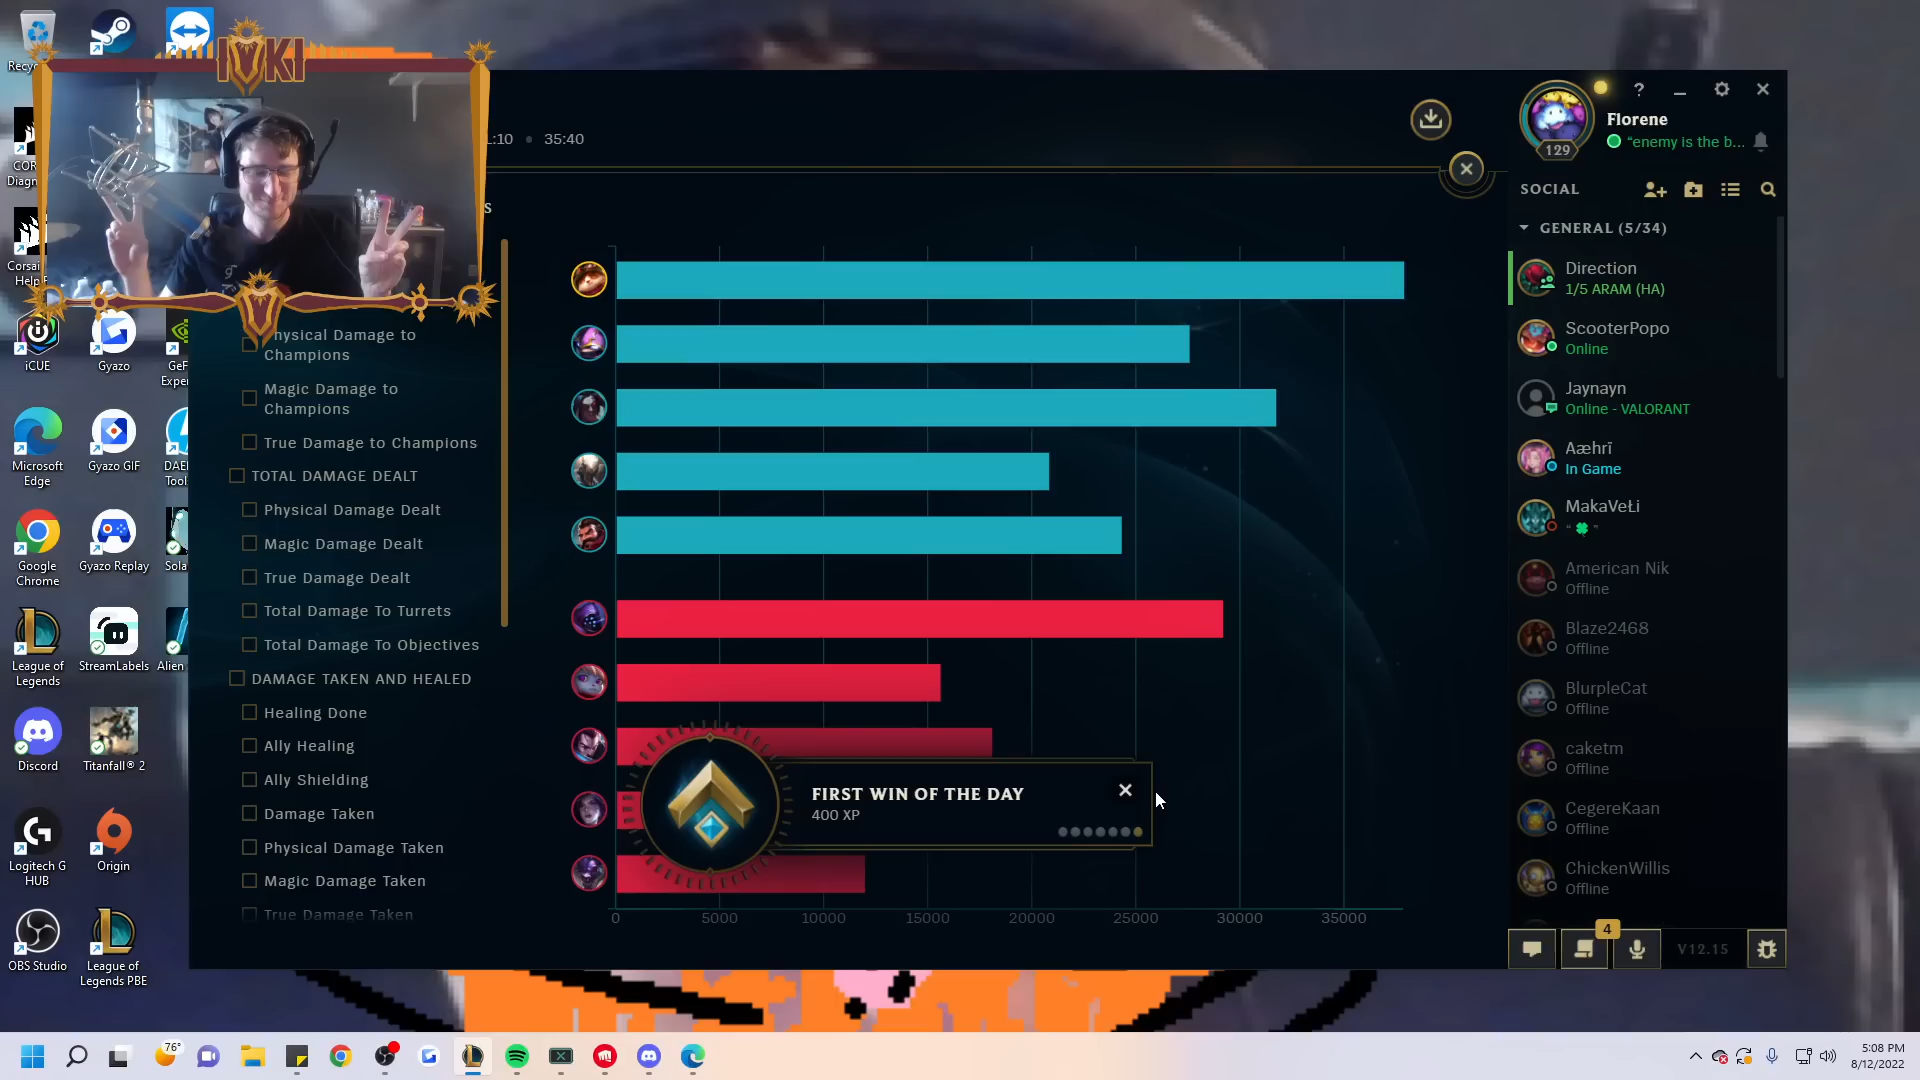 IVKI
Recyc
1:10 • 35:40
S
Florene
129
"enemy is the b...
SOCIAL
GENERAL (5/34)
Direction
1/5 ARAM (HA)
ScooterPopo
Online
Jaynayn
Online - VALORANT
Aæhrī
In Game
MakaVeŁi
" 🍀 "
American Nik
Offline
Blaze2468
Offline
BlurpleCat
Offline
caketm
Offline
CegereKaan
Offline
ChickenWillis
Offline
4
V12.15
COR
Diagn
Corsai
Help
iCUE
Gyazo
GeF
Exper
Microsoft
Edge
Gyazo GIF
DAE
Tool
Google
Chrome
Gyazo Replay
Sola
League of
Legends
StreamLabels
Alien
Discord
Titanfall® 2
Logitech G
HUB
Origin
OBS Studio
League of
Legends PBE
Physical Damage to
Champions
Magic Damage to
Champions
True Damage to Champions
TOTAL DAMAGE DEALT
Physical Damage Dealt
Magic Damage Dealt
True Damage Dealt
Total Damage To Turrets
Total Damage To Objectives
DAMAGE TAKEN AND HEALED
Healing Done
Ally Healing
Ally Shielding
Damage Taken
Physical Damage Taken
Magic Damage Taken
True Damage Taken
FIRST WIN OF THE DAY
400 XP
0 5000 10000 15000 20000 25000 30000 35000
76°
5:08 PM
8/12/2022